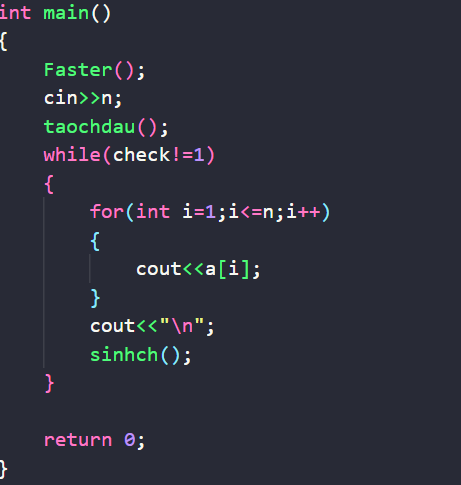 int main()
{
    Faster();
    cin>>n;
    taochdau();
    while(check!=1)
    {
        for(int i=1;i<=n;i++)
        {
            cout<<a[i];
        }
        cout<<"\n";
        sinhch();
    }

    return 0;
}